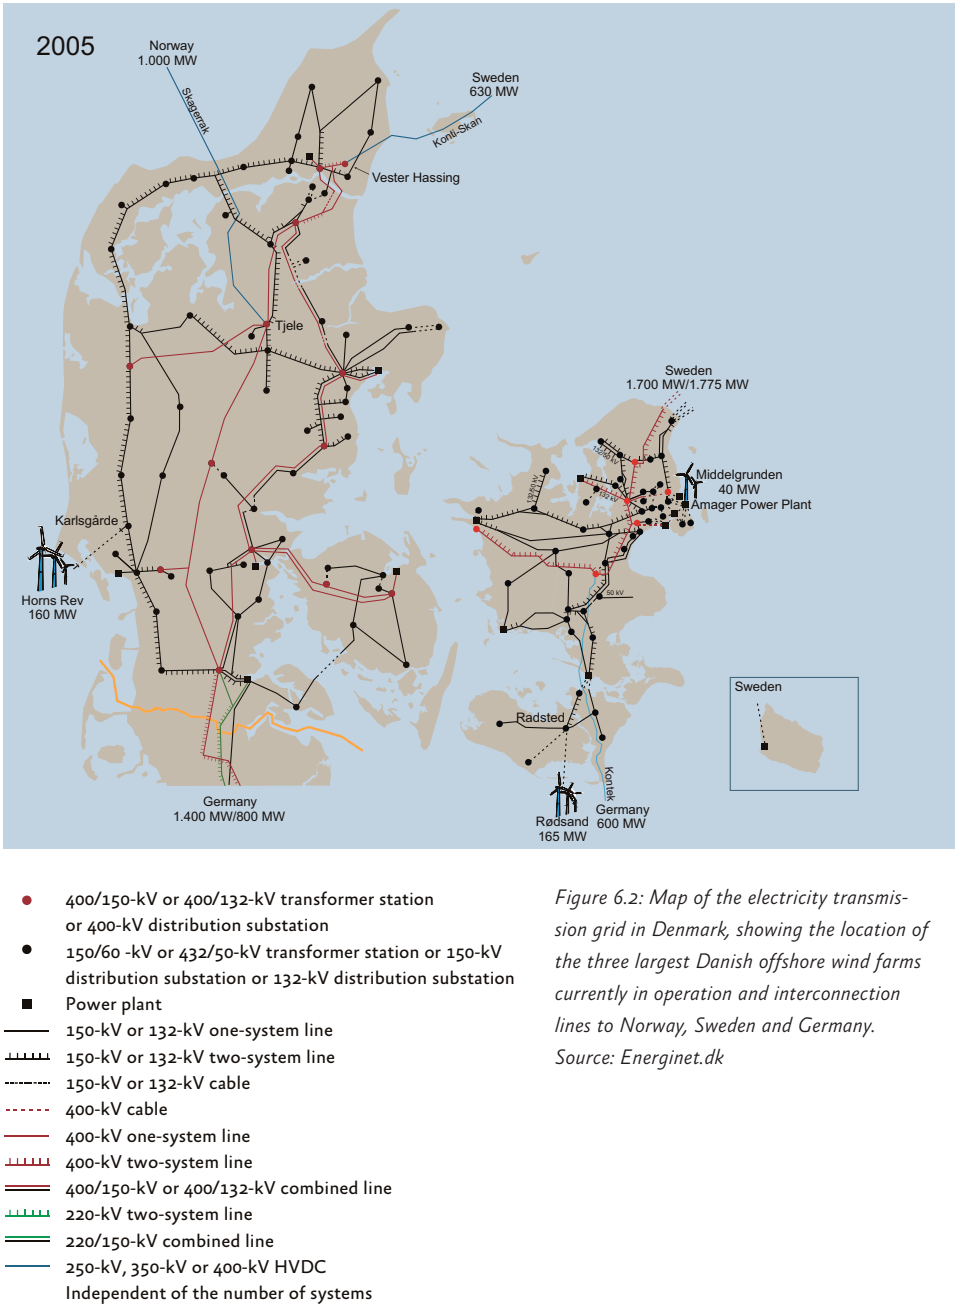 2005
Norway
1.000 MW
Skagerrak
Sweden
630 MW
Konti-Skan
Vester Hassing
Tjele
Sweden
1.700 MW/1.775 MW
132/50 kV
132/50 kV
132 kV
Middelgrunden
40 MW
Amager Power Plant
Karlsgårde
Horns Rev
160 MW
50 kV
Radsted
Sweden
Kontek
Germany
1.400 MW/800 MW
Rødsand
165 MW
Germany
600 MW
400/150-kV or 400/132-kV transformer station
or 400-kV distribution substation
150/60 -kV or 432/50-kV transformer station or 150-kV
distribution substation or 132-kV distribution substation
Power plant
150-kV or 132-kV one-system line
150-kV or 132-kV two-system line
150-kV or 132-kV cable
400-kV cable
400-kV one-system line
400-kV two-system line
400/150-kV or 400/132-kV combined line
220-kV two-system line
220/150-kV combined line
250-kV, 350-kV or 400-kV HVDC
Independent of the number of systems
Figure 6.2: Map of the electricity transmis-
sion grid in Denmark, showing the location of
the three largest Danish offshore wind farms
currently in operation and interconnection
lines to Norway, Sweden and Germany.
Source: Energinet.dk